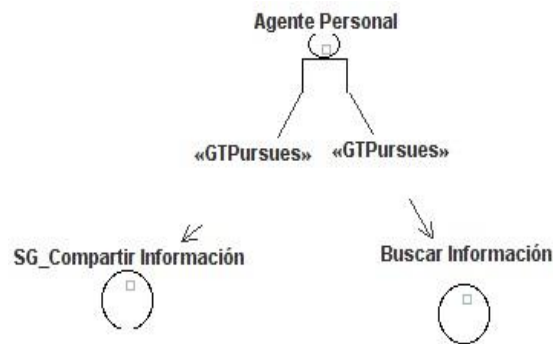 Agente Personal
«GTPursues» «GTPursues»
SG_Compartir Información
Buscar Información